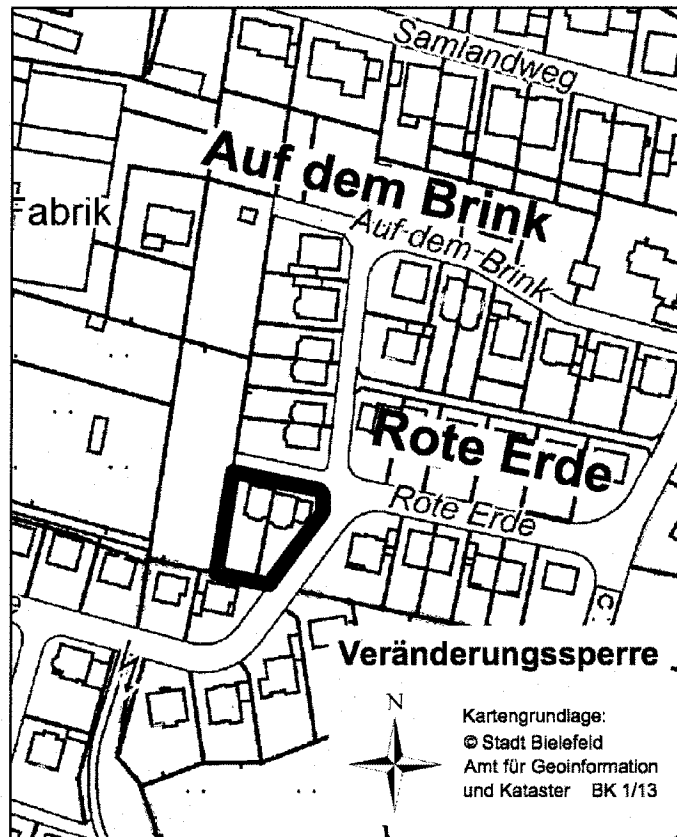 Samlandweg
Auf dem Brink
Auf-dem-Brink
Fabrik
Rote Erde
Rote Erde
Veränderungssperre
N
Kartengrundlage:
© Stadt Bielefeld
Amt für Geoinformation
und Kataster BK 1/13